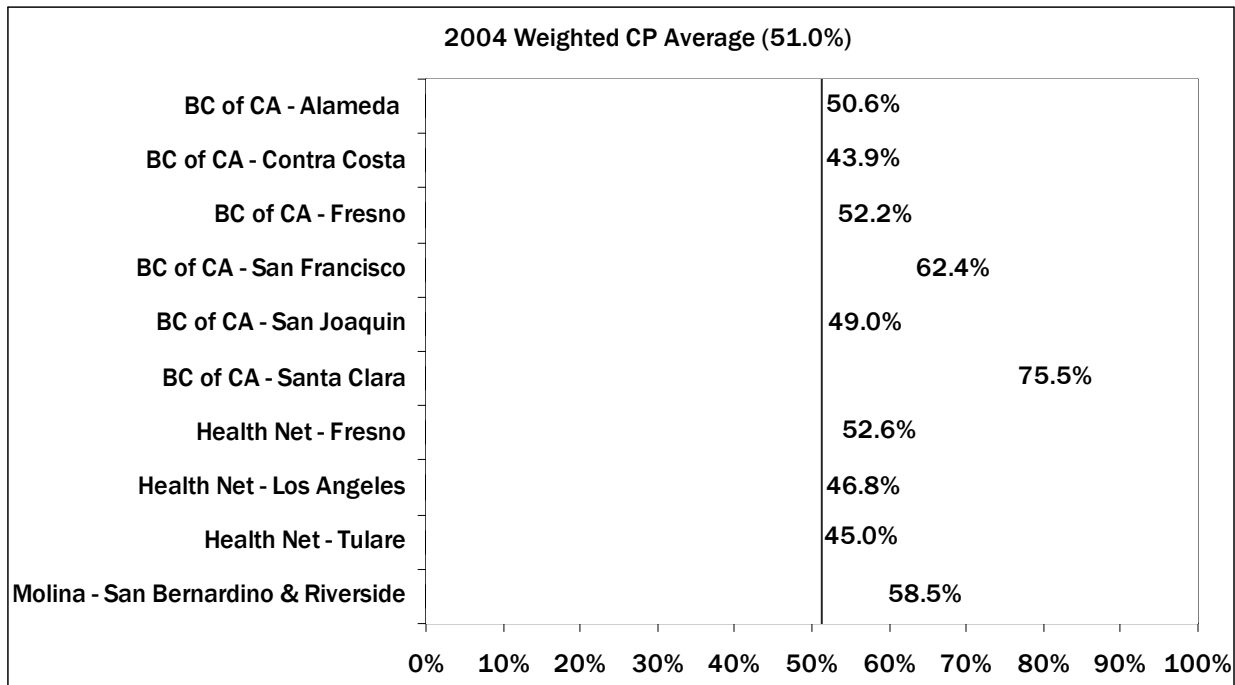 2004 Weighted CP Average (51.0%)
BC of CA - Alameda 50.6%
BC of CA - Contra Costa 43.9%
BC of CA - Fresno 52.2%
BC of CA - San Francisco 62.4%
BC of CA - San Joaquin 49.0%
BC of CA - Santa Clara 75.5%
Health Net - Fresno 52.6%
Health Net - Los Angeles 46.8%
Health Net - Tulare 45.0%
Molina - San Bernardino & Riverside 58.5%
0% 10% 20% 30% 40% 50% 60% 70% 80% 90% 100%